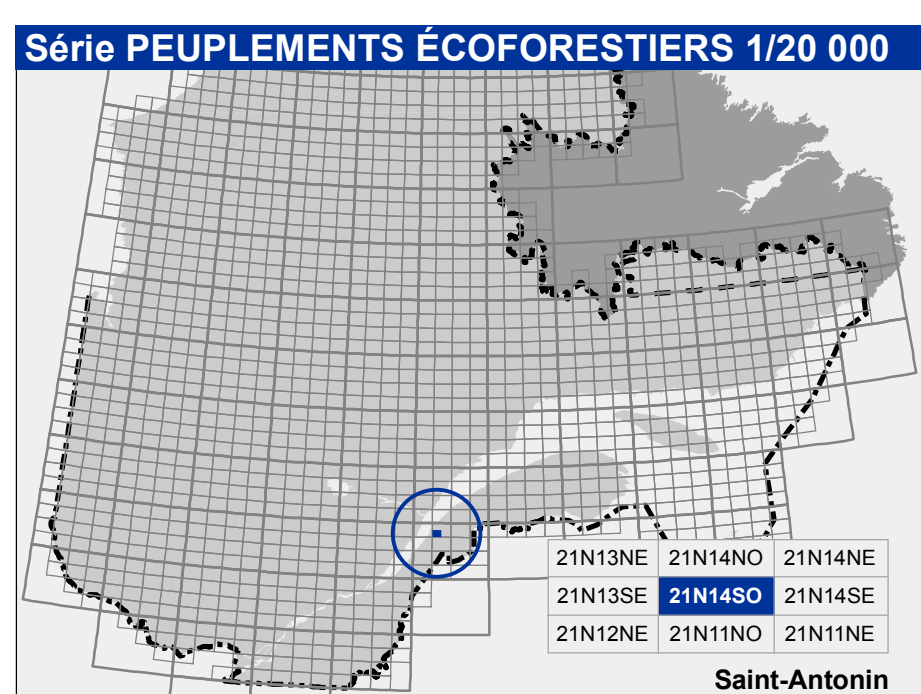 Série PEUPLEMENTS ÉCOFORESTIERS 1/20 000
21N13NE 21N14NO 21N14NE
21N13SE 21N14SO 21N14SE
21N12NE 21N11NO 21N11NE
Saint-Antonin